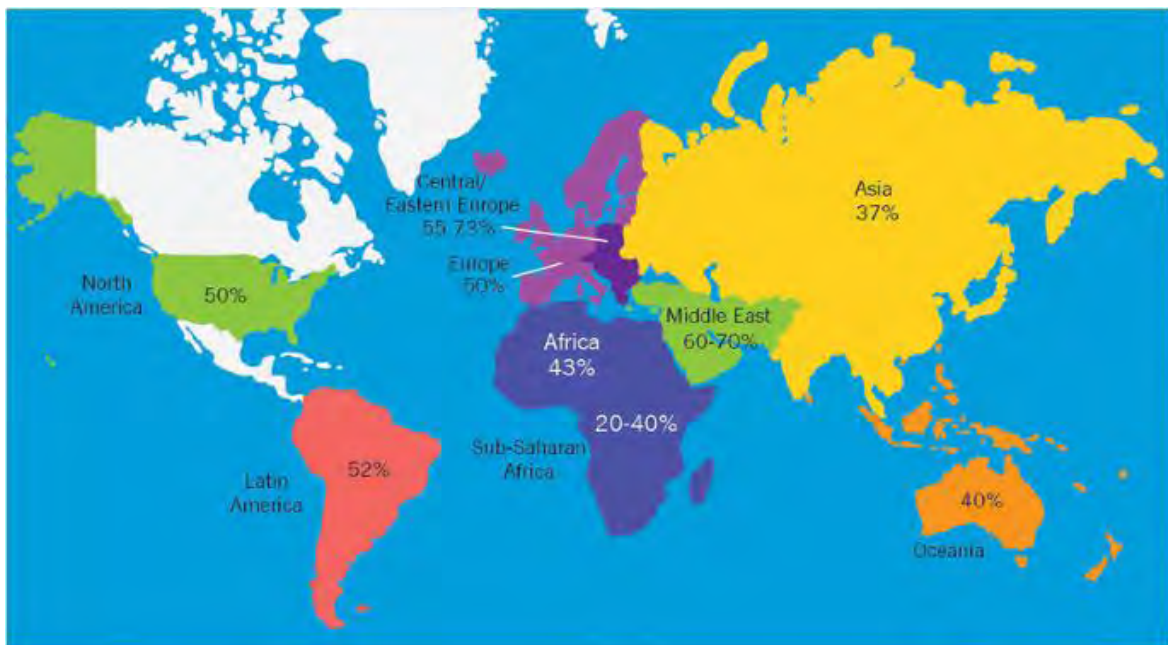 Central/
Eastern Europe
55 73%
Europe
50%
North
America
50%
Asia
37%
Middle East
60-70%
Africa
43%
20-40%
Sub-Saharan
Africa
52%
Latin
America
40%
Oceania